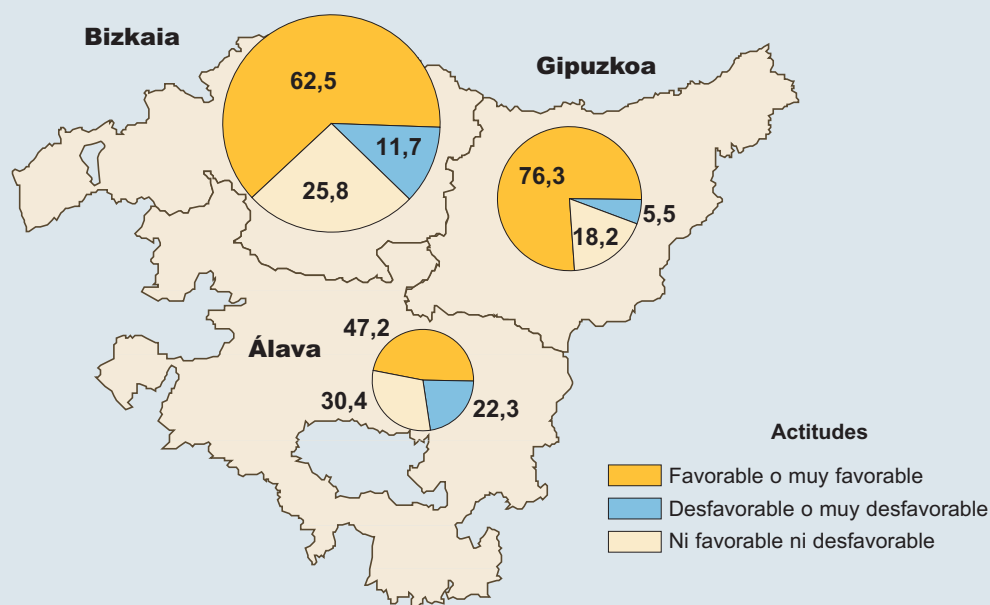 Bizkaia
62,5
11,7
25,8
Gipuzkoa
76,3
5,5
18,2
Álava
47,2
30,4
22,3
Actitudes
Favorable o muy favorable
Desfavorable o muy desfavorable
Ni favorable ni desfavorable